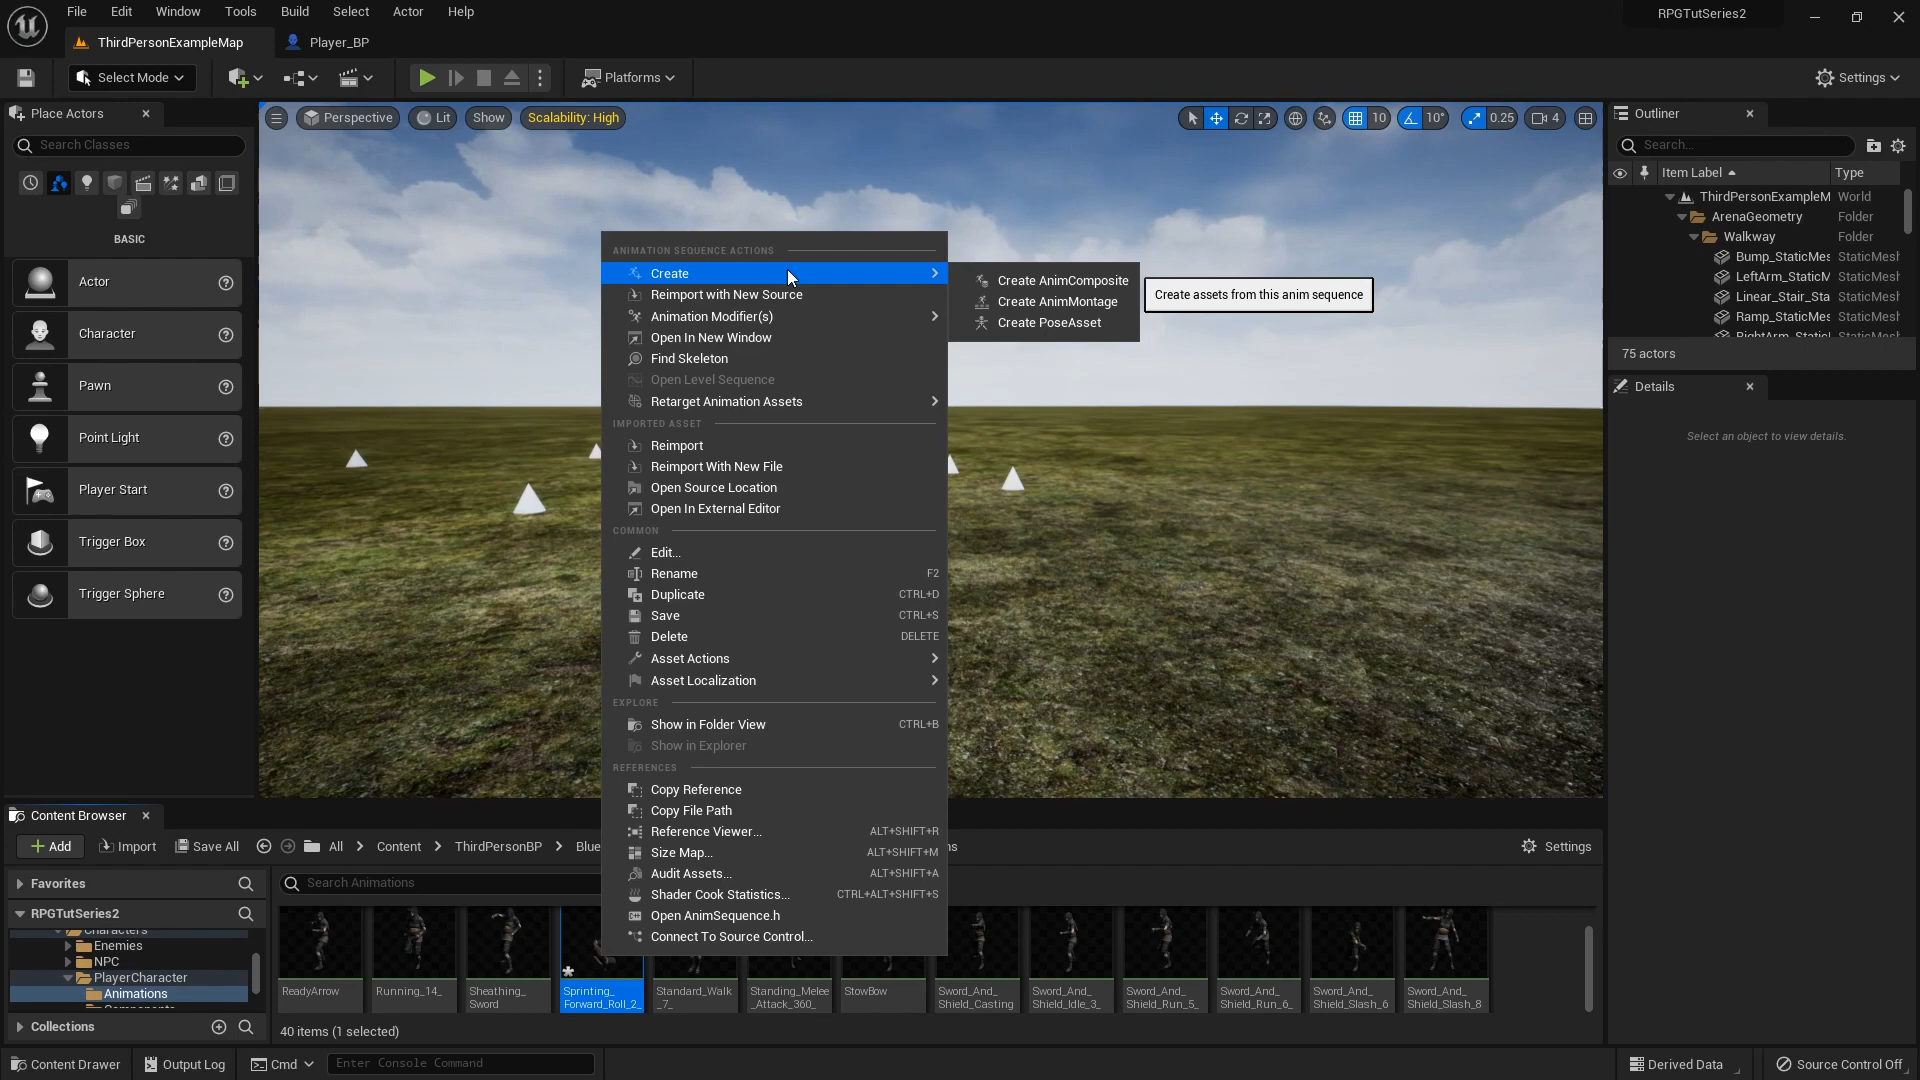 File Edit Window Tools Build Select Actor Help
RPGTutSeries2
ThirdPersonExampleMap
Player_BP
Select Mode
Platforms
Settings
Place Actors
Search Classes
BASIC
Actor
Character
Pawn
Point Light
Player Start
Trigger Box
Trigger Sphere
Perspective
Lit
Show
Scalability: High
10
10°
0.25
4
ANIMATION SEQUENCE ACTIONS
Create
Reimport with New Source
Animation Modifier(s)
Open In New Window
Find Skeleton
Open Level Sequence
Retarget Animation Assets
IMPORTED ASSET
Reimport
Reimport With New File
Open Source Location
Open In External Editor
COMMON
Edit...
Rename F2
Duplicate CTRL+D
Save CTRL+S
Delete DELETE
Asset Actions
Asset Localization
EXPLORE
Show in Folder View CTRL+B
Show in Explorer
REFERENCES
Copy Reference
Copy File Path
Reference Viewer... ALT+SHIFT+R
Size Map... ALT+SHIFT+M
Audit Assets... ALT+SHIFT+A
Shader Cook Statistics... CTRL+ALT+SHIFT+S
Open AnimSequence.h
Connect To Source Control...
Create AnimComposite
Create AnimMontage
Create PoseAsset
Create assets from this anim sequence
Outliner
Search...
Item Label Type
ThirdPersonExampleM World
ArenaGeometry Folder
Walkway Folder
Bump_StaticMes StaticMesh
LeftArm_StaticM StaticMesh
Linear_Stair_Sta StaticMesh
Ramp_StaticMes StaticMesh
RightArm_Static StaticMesh
75 actors
Details
Select an object to view details.
Content Browser
Add
Import
Save All
All
Content
ThirdPersonBP
Blue
ns
Settings
Favorites
RPGTutSeries2
Characters
Enemies
NPC
PlayerCharacter
Animations
Components
Collections
Search Animations
ReadyArrow
Running_14_
Sheathing_
Sword
Sprinting_
Forward_Roll_2_
Standard_Walk
_7_
Standing_Melee
_Attack_360_
StowBow
Sword_And_
Shield_Casting
Sword_And_
Shield_Idle_3_
Sword_And_
Shield_Run_5_
Sword_And_
Shield_Run_6_
Sword_And_
Shield_Slash_6
Sword_And_
Shield_Slash_8
40 items (1 selected)
Content Drawer
Output Log
Cmd
Enter Console Command
Derived Data
Source Control Off